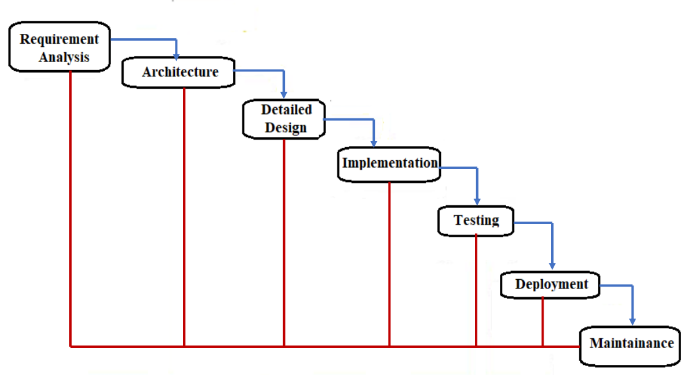 Requirement
Analysis
Architecture
Detailed
Design
Implementation
Testing
Deployment
Maintainance